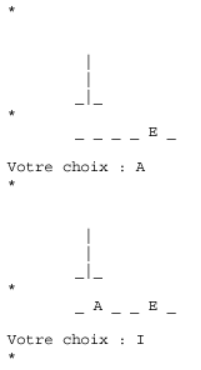 *
|
|
_|_
*
_ _ _ _ E _
Votre choix : A
*
|
|
_|_
*
_ A _ _ E _
Votre choix : I
*